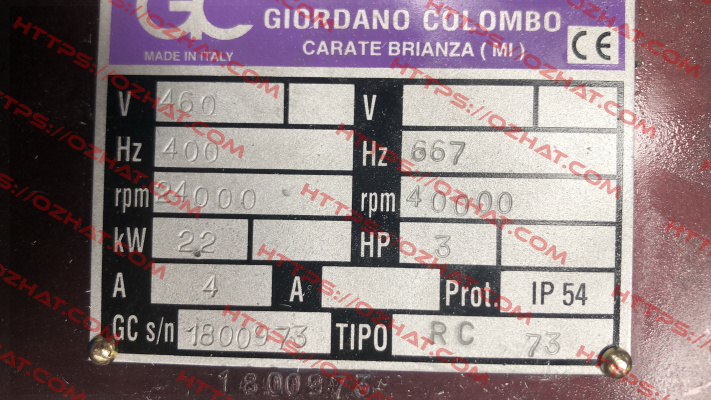 GC GIORDANO COLOMBO
MADE IN ITALY CARATE BRIANZA ( MI ) CE
V 460 V
Hz 400 Hz 667
rpm 24000 rpm 40000
kW 2.2 HP 3
A 4 A Prot. IP 54
GC s/n 1800973 TIPO RC 73
1800973
HTTPS://OZHAT.COM